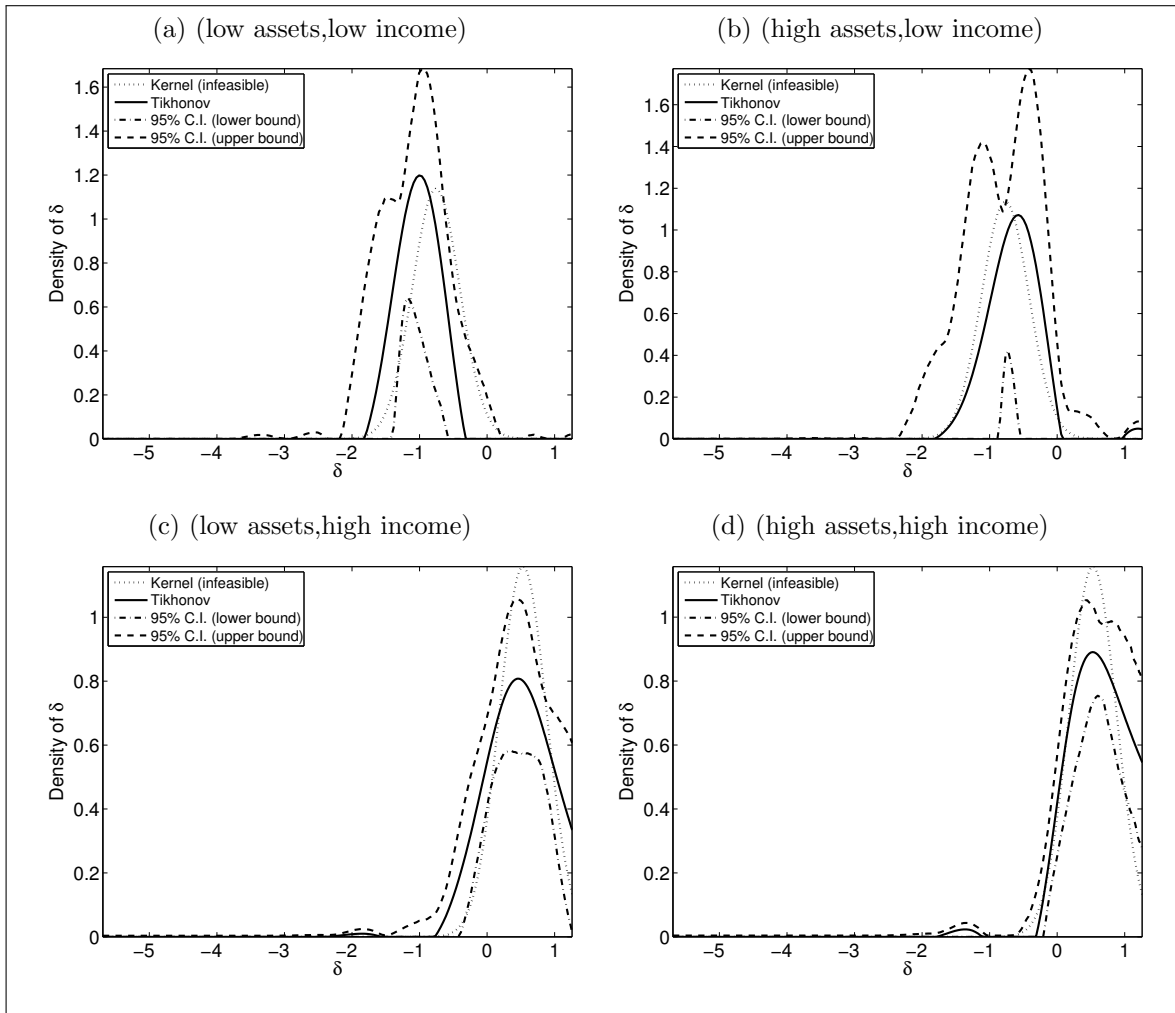 (a) (low assets,low income)
Kernel (infeasible)
Tikhonov
95% C.I. (lower bound)
95% C.I. (upper bound)
1.6
1.4
1.2
1
0.8
0.6
0.4
0.2
0
Density of δ
−5 −4 −3 −2 −1 0 1
δ
(b) (high assets,low income)
Kernel (infeasible)
Tikhonov
95% C.I. (lower bound)
95% C.I. (upper bound)
1.6
1.4
1.2
1
0.8
0.6
0.4
0.2
0
Density of δ
−5 −4 −3 −2 −1 0 1
δ
(c) (low assets,high income)
Kernel (infeasible)
Tikhonov
95% C.I. (lower bound)
95% C.I. (upper bound)
1
0.8
0.6
0.4
0.2
0
Density of δ
−5 −4 −3 −2 −1 0 1
δ
(d) (high assets,high income)
Kernel (infeasible)
Tikhonov
95% C.I. (lower bound)
95% C.I. (upper bound)
1
0.8
0.6
0.4
0.2
0
Density of δ
−5 −4 −3 −2 −1 0 1
δ